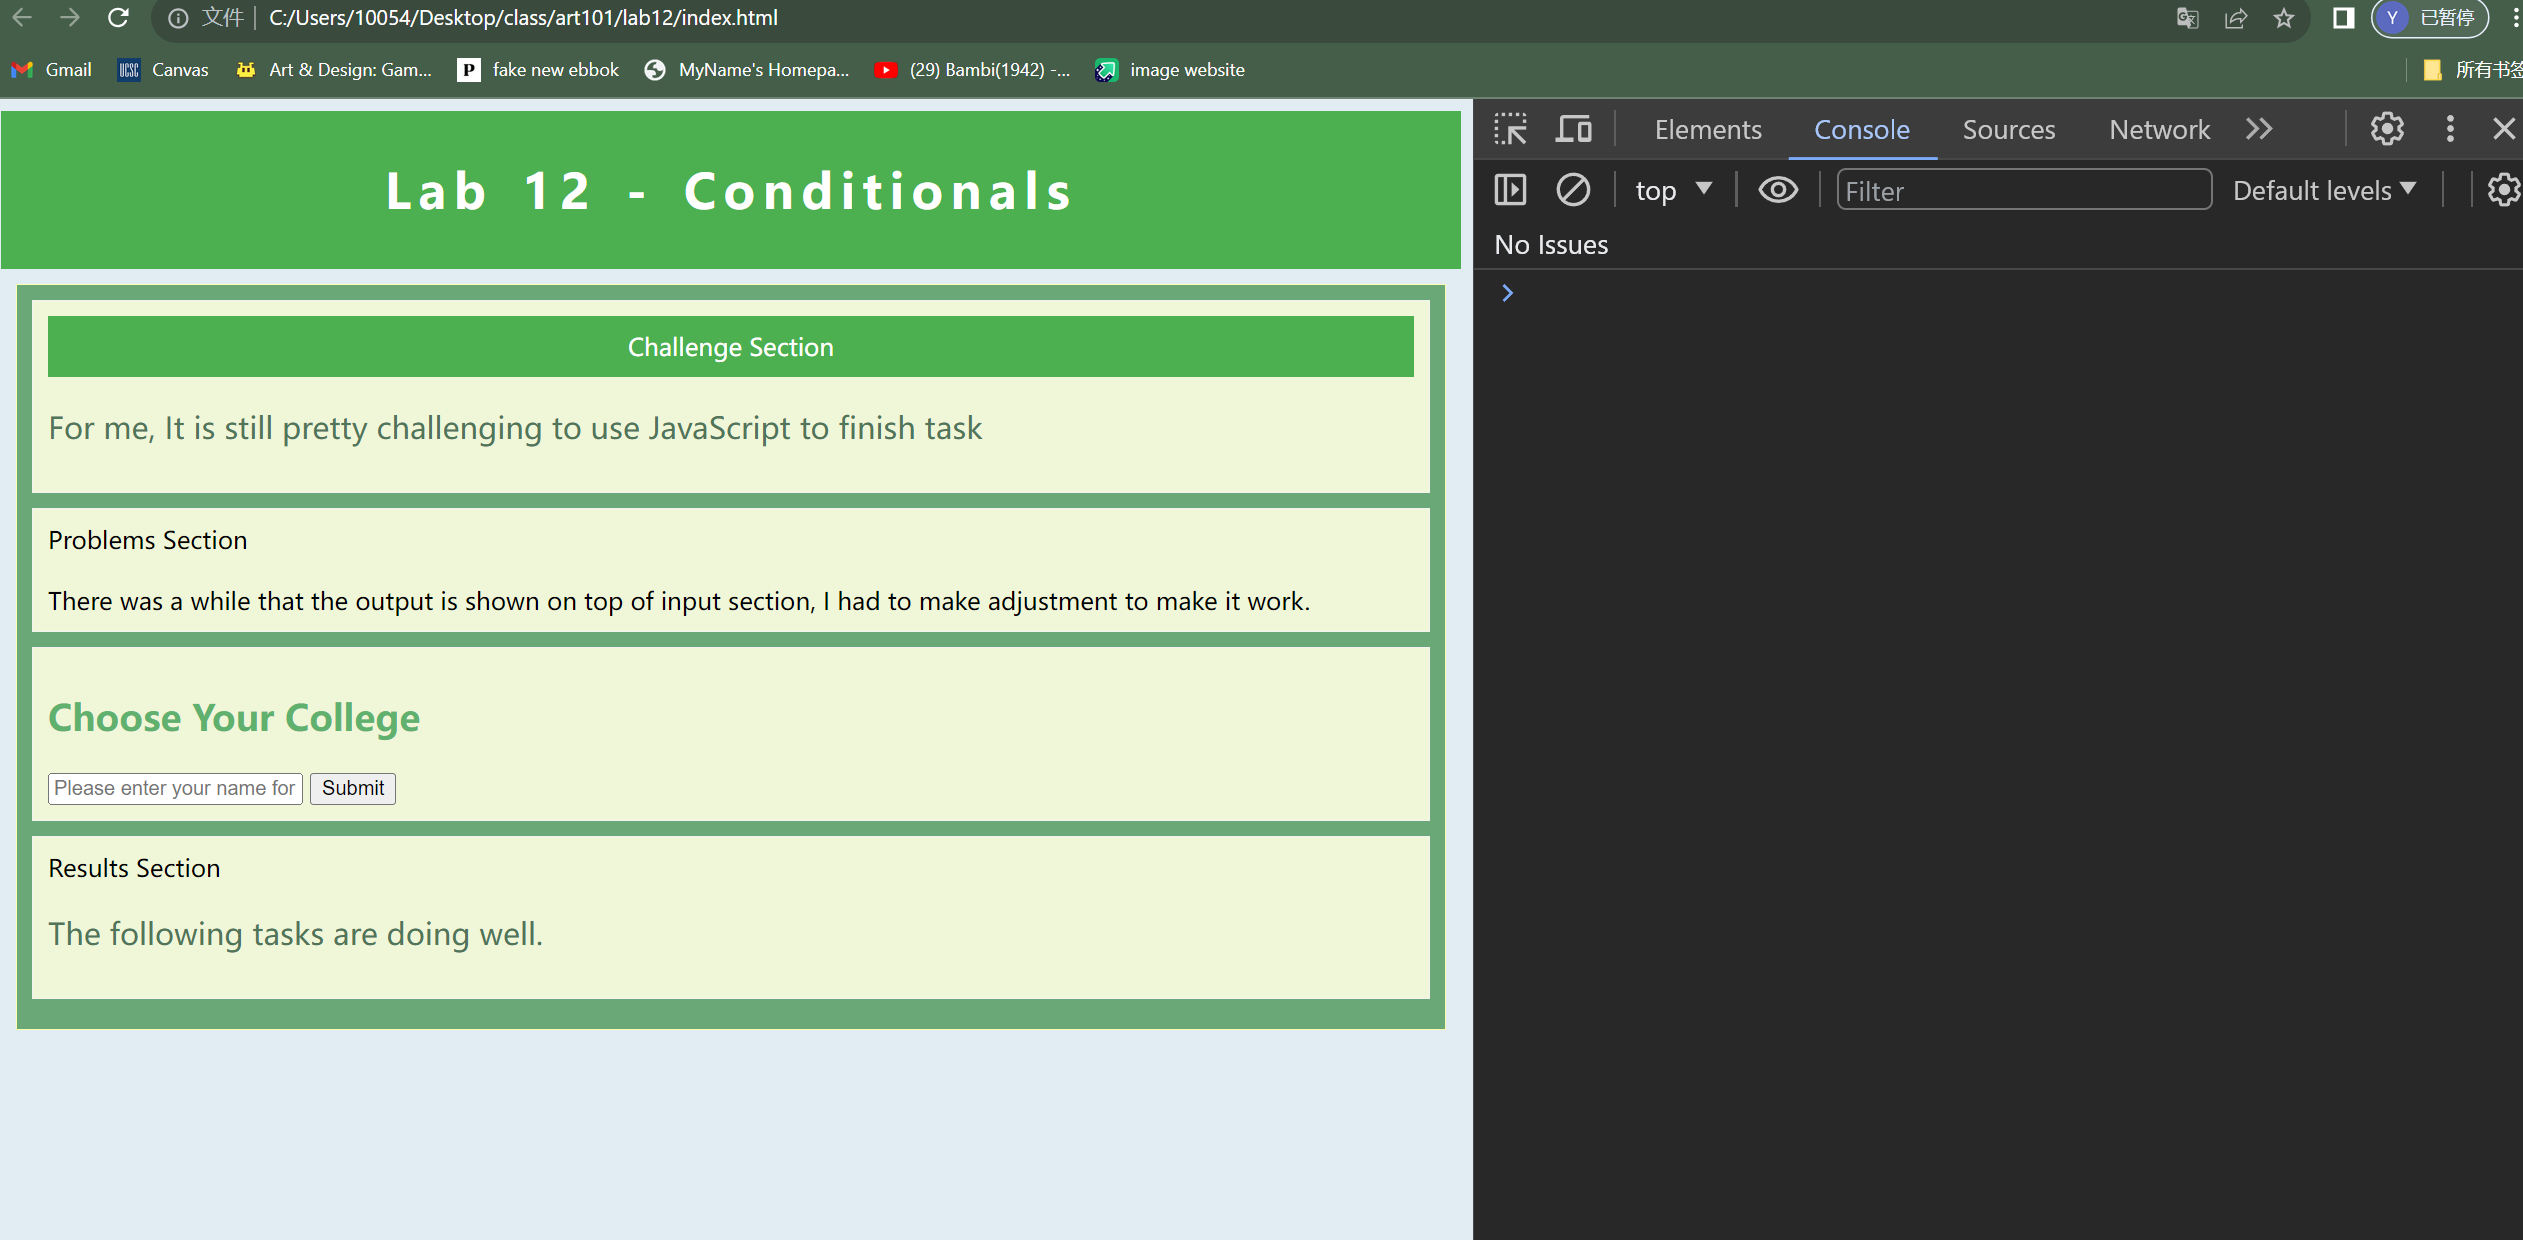 文件 C:/Users/10054/Desktop/class/art101/lab12/index.html Y 已暂停
Gmail UCSC Canvas Art & Design: Gam... P fake new ebbok MyName's Homepa... (29) Bambi(1942) -... image website 所有书签
Lab 12 - Conditionals
Challenge Section
For me, It is still pretty challenging to use JavaScript to finish task
Problems Section
There was a while that the output is shown on top of input section, I had to make adjustment to make it work.
Choose Your College
Please enter your name for Submit
Results Section
The following tasks are doing well.
Elements Console Sources Network
top Filter Default levels
No Issues